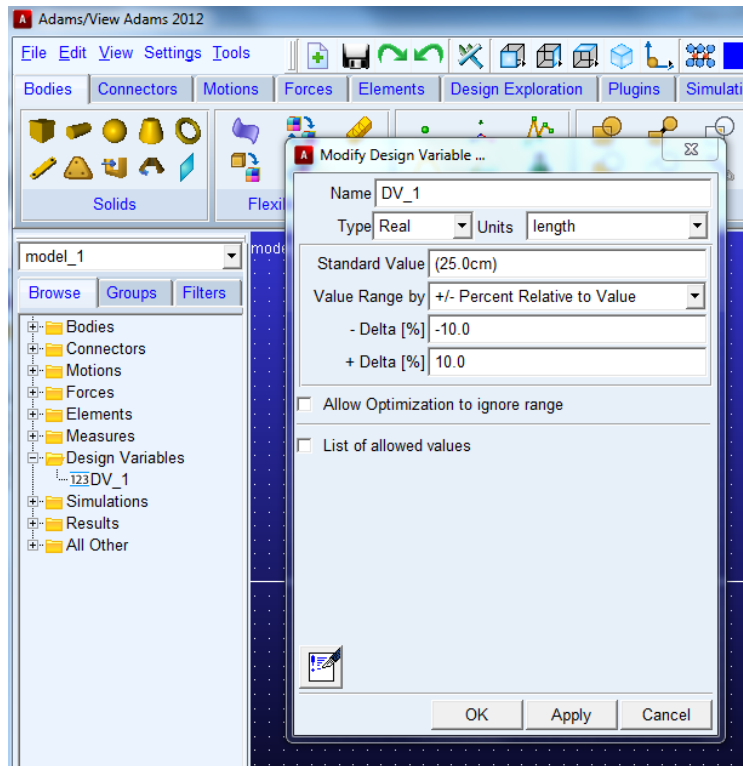 Adams/View Adams 2012
File Edit View Settings Tools
Bodies Connectors Motions Forces Elements Design Exploration Plugins
Solids
Modify Design Variable ...
Name DV_1
Type Real Units length
Standard Value (25.0cm)
Value Range by +/- Percent Relative to Value
- Delta [%] -10.0
+ Delta [%] 10.0
Allow Optimization to ignore range
List of allowed values
OK Apply Cancel
model_1
Browse Groups Filters
Bodies
Connectors
Motions
Forces
Elements
Measures
Design Variables
123 DV_1
Simulations
Results
All Other